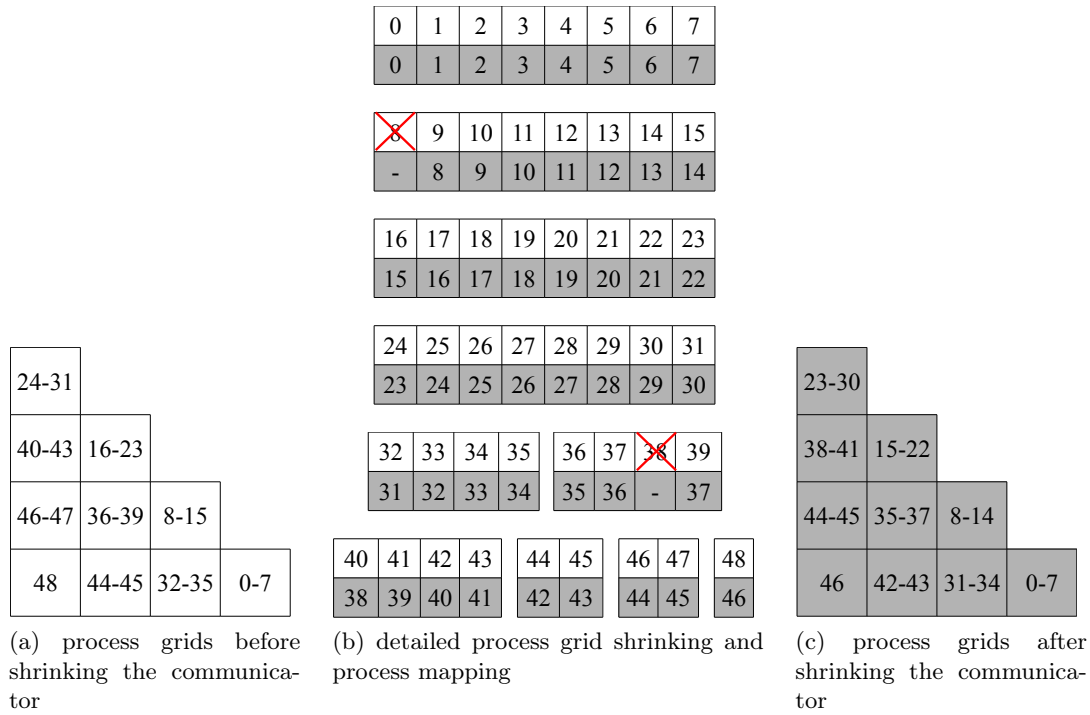 0 1 2 3 4 5 6 7
0 1 2 3 4 5 6 7
8 9 10 11 12 13 14 15
- 8 9 10 11 12 13 14
16 17 18 19 20 21 22 23
15 16 17 18 19 20 21 22
24 25 26 27 28 29 30 31
23 24 25 26 27 28 29 30
32 33 34 35 36 37 38 39
31 32 33 34 35 36 - 37
40 41 42 43 44 45 46 47 48
38 39 40 41 42 43 44 45 46
24-31
40-43 16-23
46-47 36-39 8-15
48 44-45 32-35 0-7
23-30
38-41 15-22
44-45 35-37 8-14
46 42-43 31-34 0-7
(a) process grids before
shrinking the communica-
tor
(b) detailed process grid shrinking and
process mapping
(c) process grids after
shrinking the communica-
tor